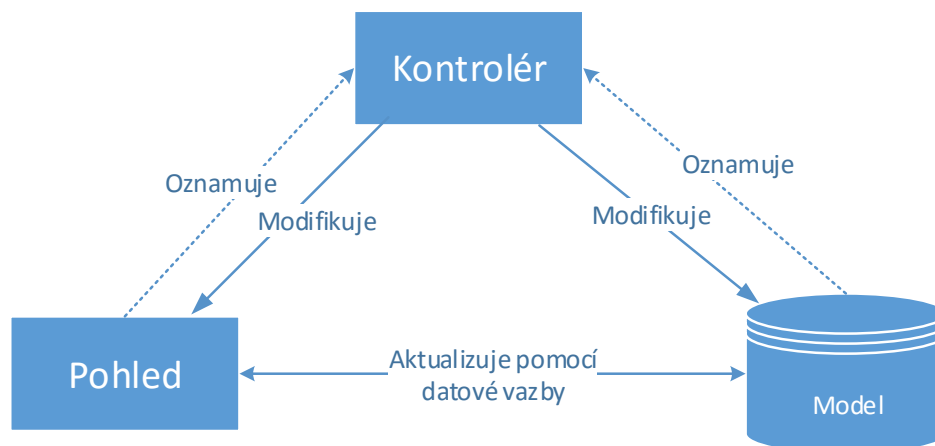 Kontrolér
Oznamuje
Oznamuje
Modifikuje
Modifikuje
Pohled
Aktualizuje pomocí
datové vazby
Model